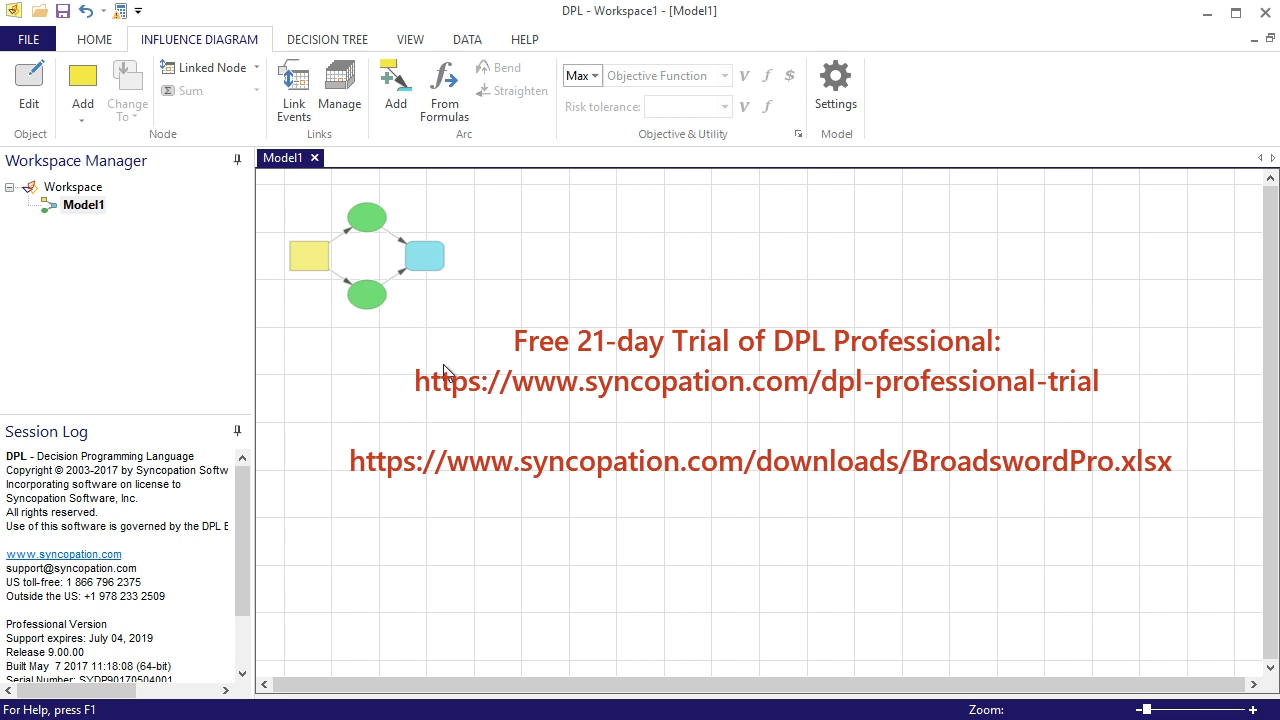 DPL - Workspace1 - [Model1]
FILE HOME INFLUENCE DIAGRAM DECISION TREE VIEW DATA HELP
Edit
Object
Add
Change To
Linked Node
Sum
Node
Link Events
Manage
Links
Add
From Formulas
Bend
Straighten
Arc
Max
Objective Function
V f $
Risk tolerance:
V f
Objective & Utility
Settings
Model
Workspace Manager
Workspace
Model1
Model1
Free 21-day Trial of DPL Professional:
https://www.syncopation.com/dpl-professional-trial
https://www.syncopation.com/downloads/BroadswordPro.xlsx
Session Log
DPL - Decision Programming Language
Copyright © 2003-2017 by Syncopation Softw
Incorporating software on license to
Syncopation Software, Inc.
All rights reserved.
Use of this software is governed by the DPL E
www.syncopation.com
support@syncopation.com
US toll-free: 1 866 796 2375
Outside the US: +1 978 233 2509
Professional Version
Support expires: July 04, 2019
Release 9.00.00
Built May 7 2017 11:18:08 (64-bit)
Serial Number: SYDP90170504001
For Help, press F1
Zoom: